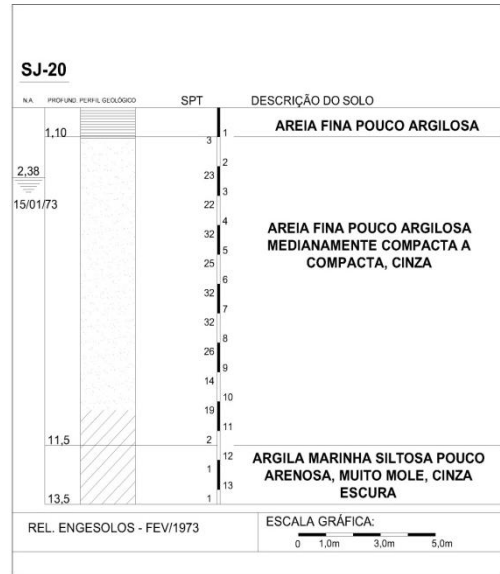 SJ-20
N.A. PROFUND. PERFIL GEOLÓGICO SPT DESCRIÇÃO DO SOLO
AREIA FINA POUCO ARGILOSA
1,10 1
3
2
2,38 23
3
15/01/73 22
4
32
5
25
6
32
7
32
8
26
9
14
10
19
11
11,5 2
12
1
13
13,5 1
AREIA FINA POUCO ARGILOSA
MEDIANAMENTE COMPACTA A
COMPACTA, CINZA
ARGILA MARINHA SILTOSA POUCO
ARENOSA, MUITO MOLE, CINZA
ESCURA
REL. ENGESOLOS - FEV/1973
ESCALA GRÁFICA:
0 1,0m 3,0m 5,0m